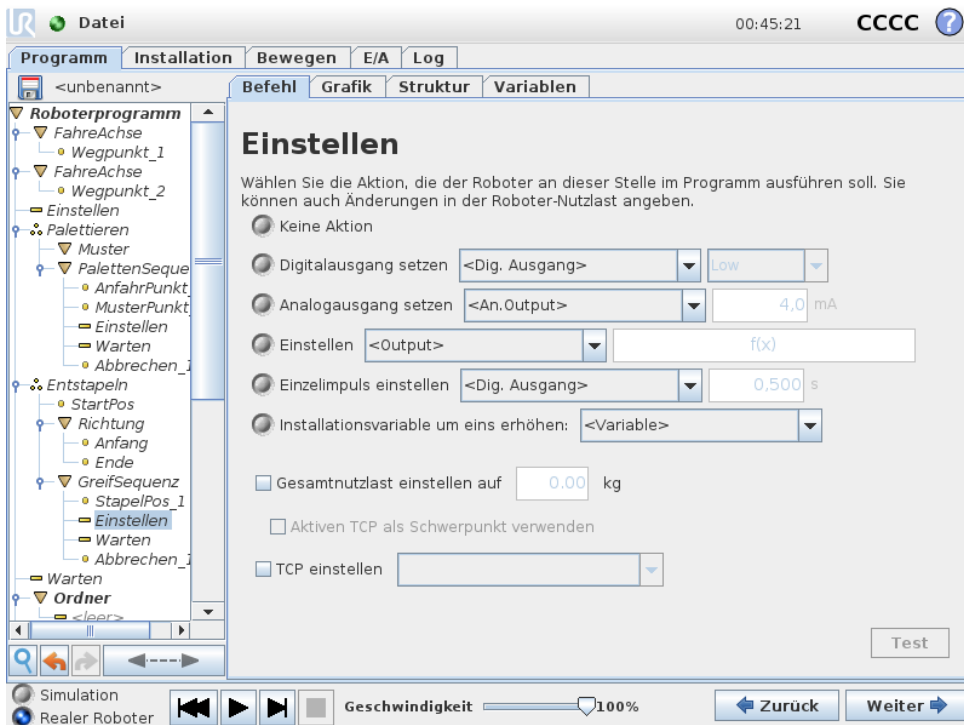 UR Datei 00:45:21 CCCC ?
Programm Installation Bewegen E/A Log
<unbenannt>
Befehl Grafik Struktur Variablen
Roboterprogramm
FahreAchse
Wegpunkt_1
FahreAchse
Wegpunkt_2
Einstellen
Palettieren
Muster
PalettenSeque
AnfahrPunkt_
MusterPunkt_
Einstellen
Warten
Abbrechen_1
Entstapeln
StartPos
Richtung
Anfang
Ende
GreifSequenz
StapelPos_1
Einstellen
Warten
Abbrechen_1
Warten
Ordner
<leer>
Einstellen
Wählen Sie die Aktion, die der Roboter an dieser Stelle im Programm ausführen soll. Sie
können auch Änderungen in der Roboter-Nutzlast angeben.
Keine Aktion
Digitalausgang setzen <Dig. Ausgang> Low
Analogausgang setzen <An.Output> 4,0 mA
Einstellen <Output> f(x)
Einzelimpuls einstellen <Dig. Ausgang> 0,500 s
Installationsvariable um eins erhöhen: <Variable>
Gesamtnutzlast einstellen auf 0.00 kg
Aktiven TCP als Schwerpunkt verwenden
TCP einstellen
Test
Simulation
Realer Roboter
Geschwindigkeit 100%
Zurück
Weiter